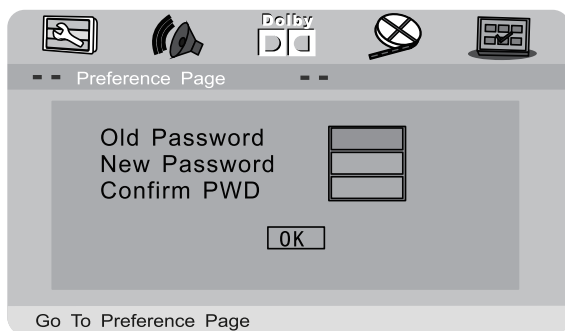 Dolby
-- Preference Page --
Old Password
New Password
Confirm PWD
OK
Go To Preference Page